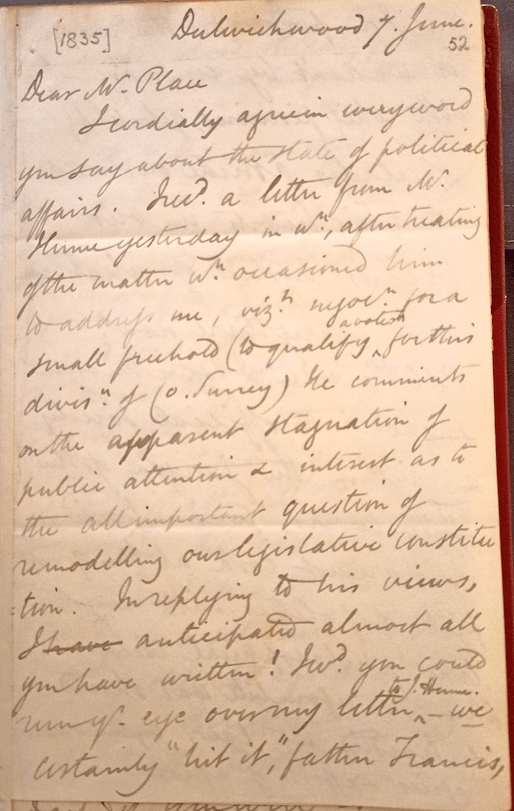 [1835]
Dulwichwood 7. June.
52
Dear Mr. Place
I cordially agree in every word
you say about the state of political
affairs. I recd. a letter from Mr.
Hume yesterday in wh., after treating
of the matter wh. occasioned him
to address me, vizt. negocn. for a
small freehold (to qualify a voter for this
divisn. of Co. Surrey) He comments
on the apparent stagnation of
public attention & interest as to
the all important question of
remodelling our legislative constitu
:tion. In replying to his views,
I have anticipated almost all
you have written! I wd. you could
run yr. eye over my letter to J. Hume. - we
certainly "hit it," father Francis,